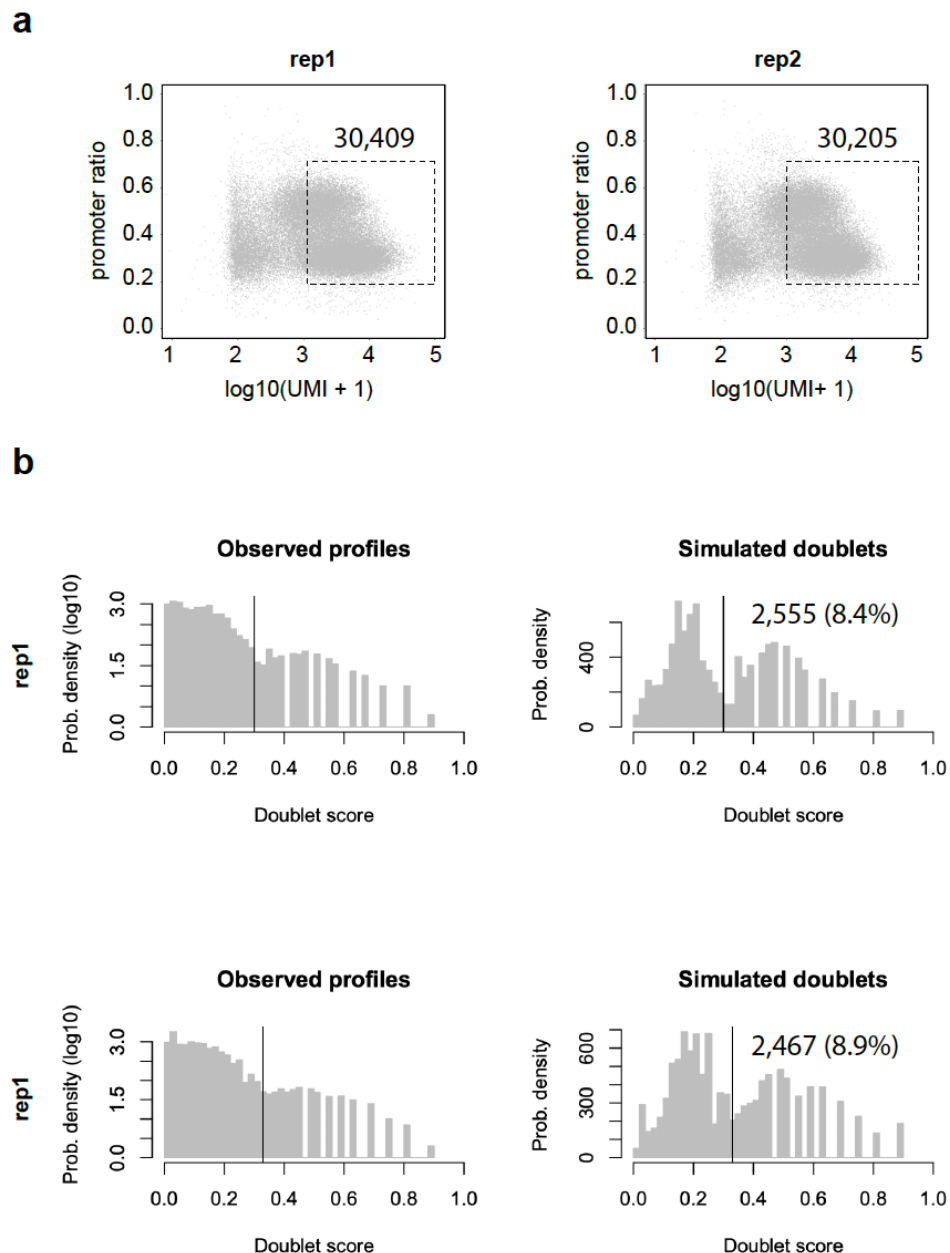 a
rep1
rep2
1.0
0.8
0.6
0.4
0.2
0.0
promoter ratio
30,409
1 2 3 4 5
log10(UMI + 1)
1.0
0.8
0.6
0.4
0.2
0.0
promoter ratio
30,205
1 2 3 4 5
log10(UMI+ 1)
b
rep1
Observed profiles
Prob. density (log10)
3.0
1.5
0.0
0.0 0.2 0.4 0.6 0.8 1.0
Doublet score
Simulated doublets
2,555 (8.4%)
Prob. density
400
0
0.0 0.2 0.4 0.6 0.8 1.0
Doublet score
rep1
Observed profiles
Prob. density (log10)
3.0
1.5
0.0
0.0 0.2 0.4 0.6 0.8 1.0
Doublet score
Simulated doublets
2,467 (8.9%)
Prob. density
600
300
0
0.0 0.2 0.4 0.6 0.8 1.0
Doublet score